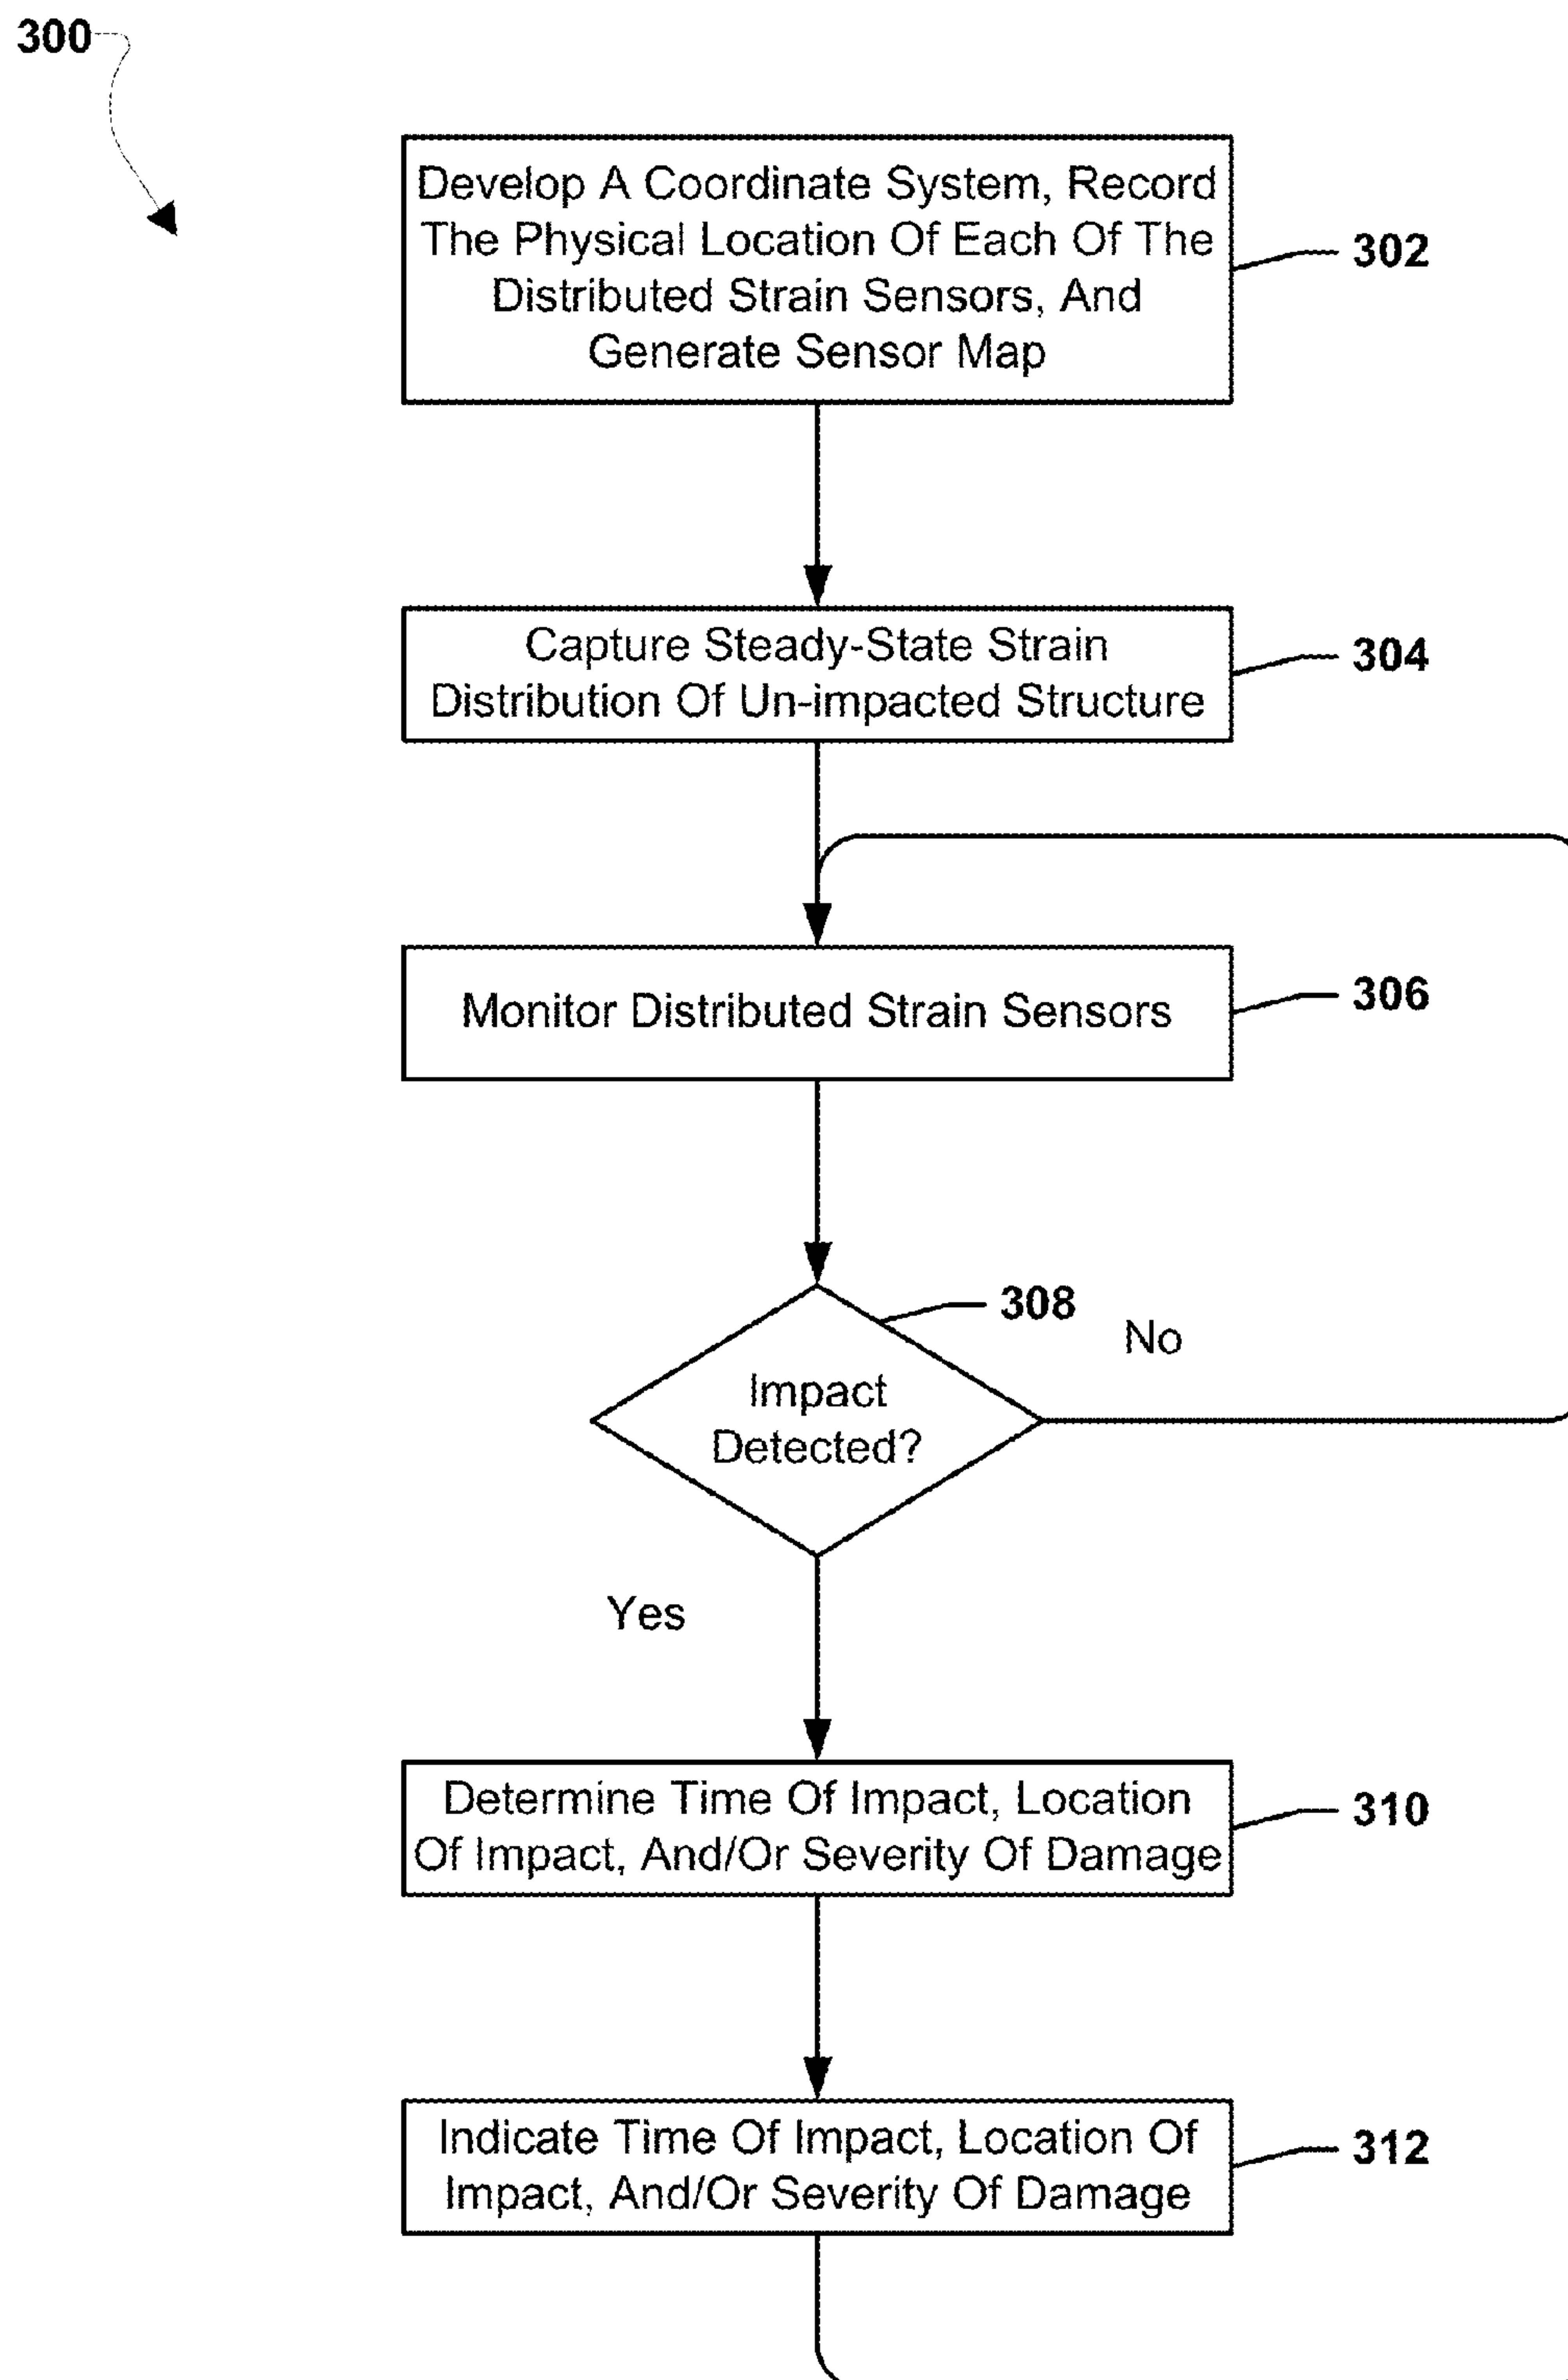 300
Develop A Coordinate System, Record
The Physical Location Of Each Of The
Distributed Strain Sensors, And
Generate Sensor Map
302
Capture Steady-State Strain
Distribution Of Un-impacted Structure
304
Monitor Distributed Strain Sensors
306
308
No
Impact
Detected?
Yes
Determine Time Of Impact, Location
Of Impact, And/Or Severity Of Damage
310
Indicate Time Of Impact, Location Of
Impact, And/Or Severity Of Damage
312